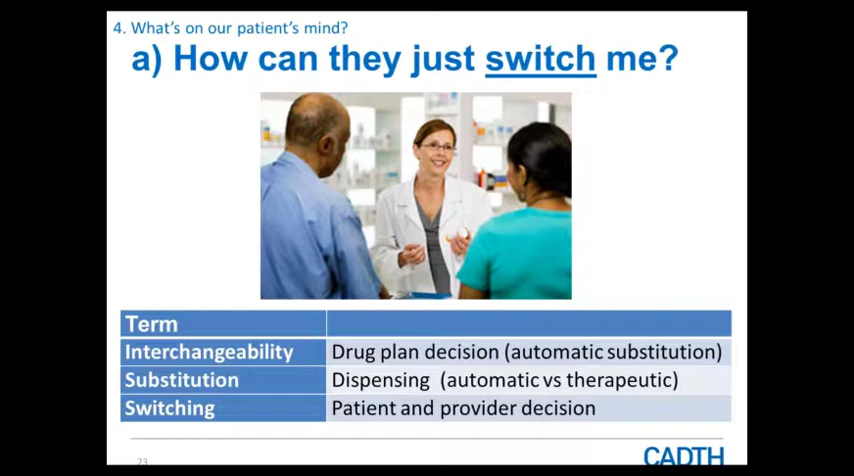 4. What's on our patient's mind?
a) How can they just switch me?
Term
Interchangeability Drug plan decision (automatic substitution)
Substitution Dispensing (automatic vs therapeutic)
Switching Patient and provider decision
23
CADTH